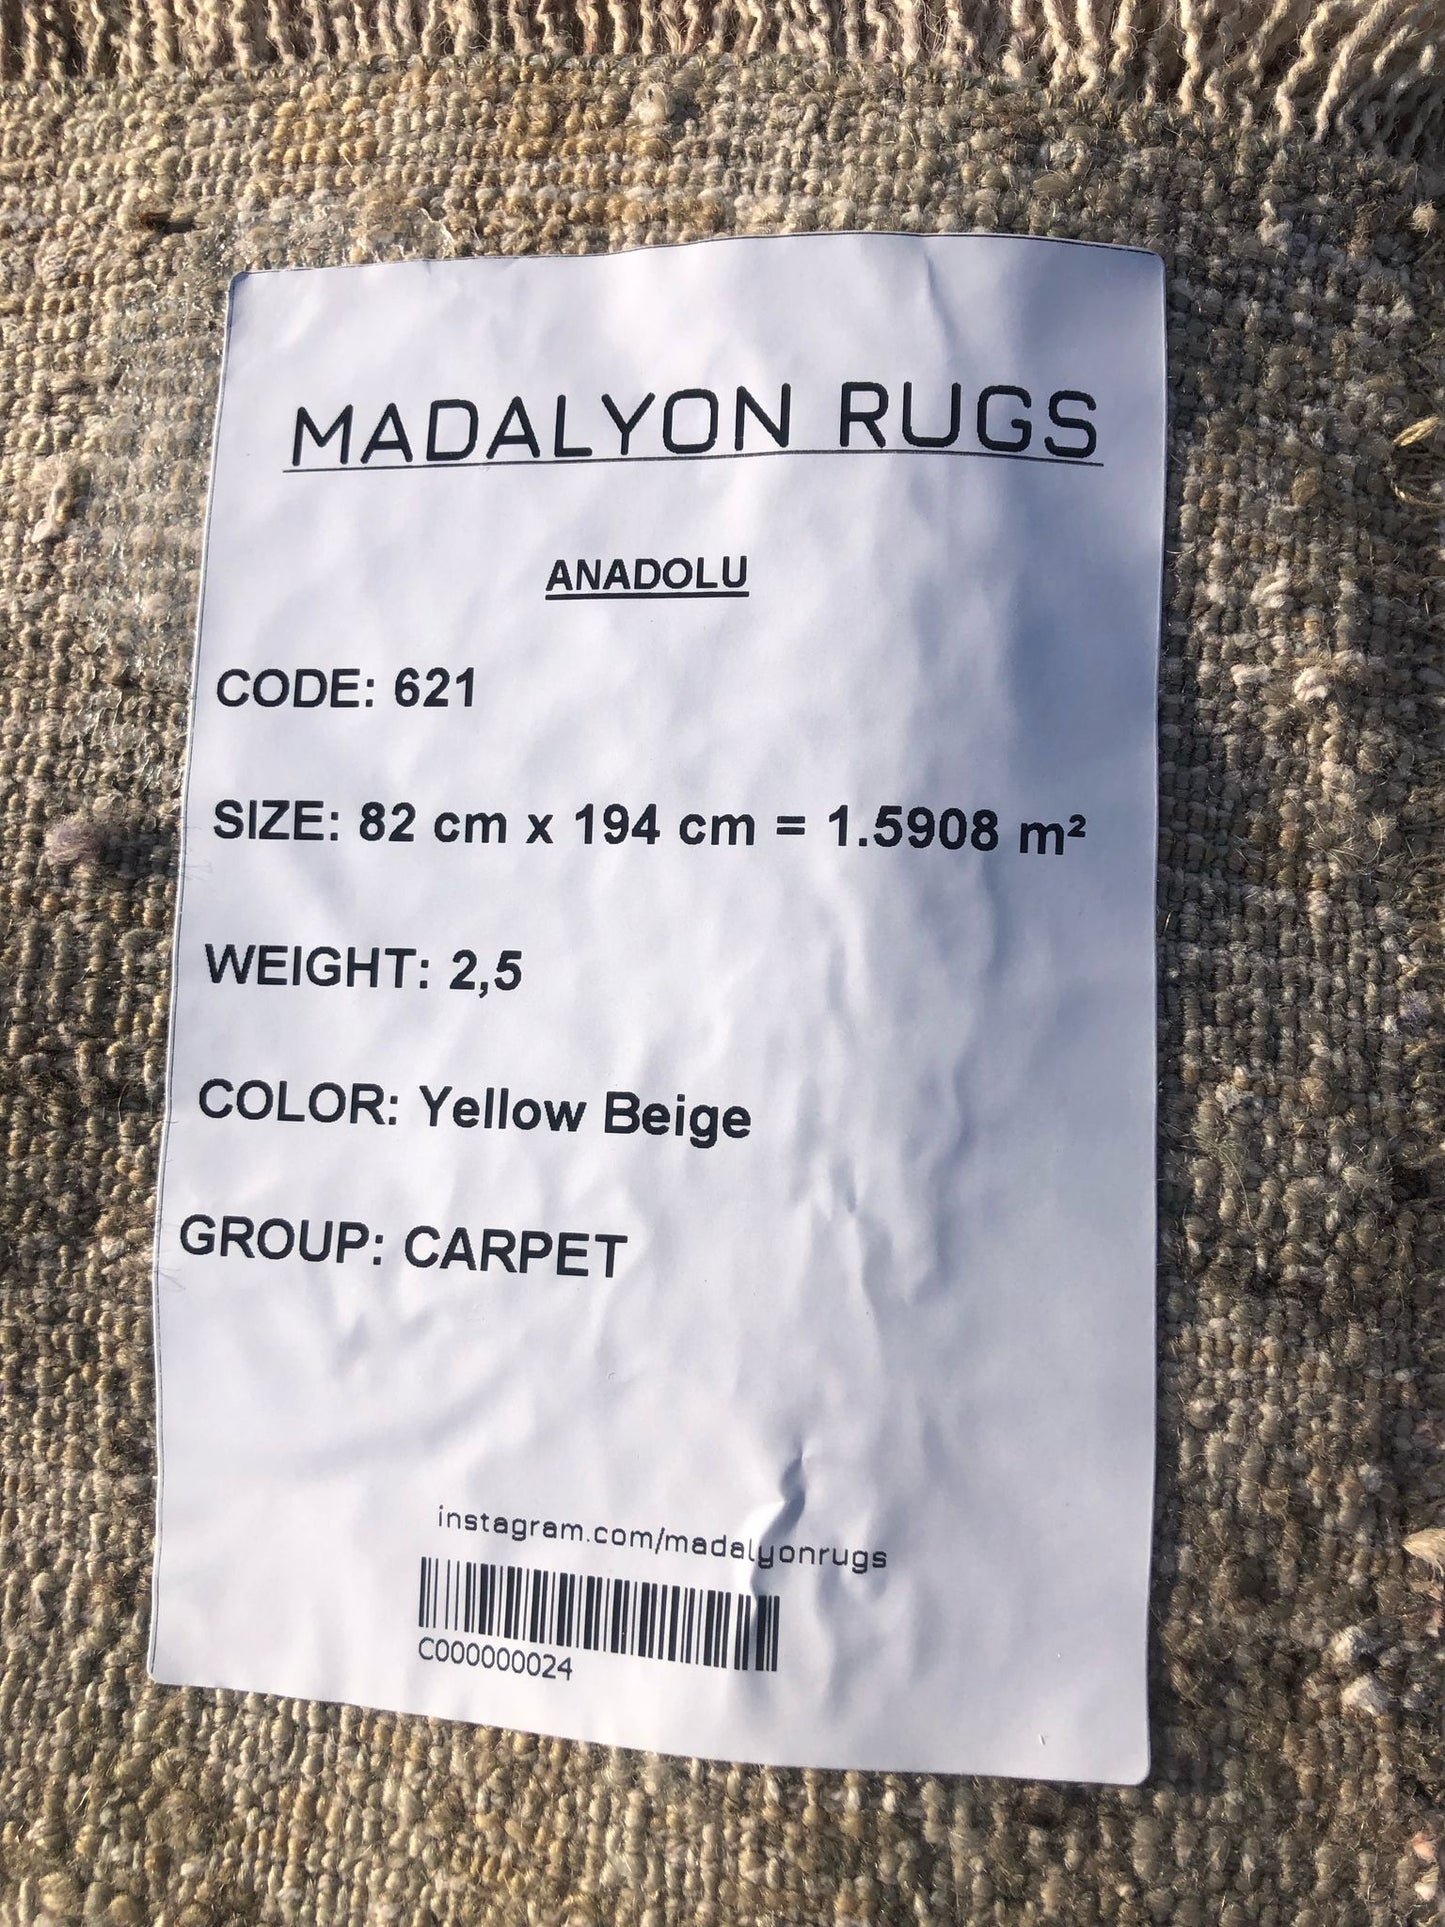 MADALYON RUGS
ANADOLU
CODE: 621
SIZE: 82 cm x 194 cm = 1.5908 m²
WEIGHT: 2,5
COLOR: Yellow Beige
GROUP: CARPET
instagram.com/madalyonrugs
C000000024